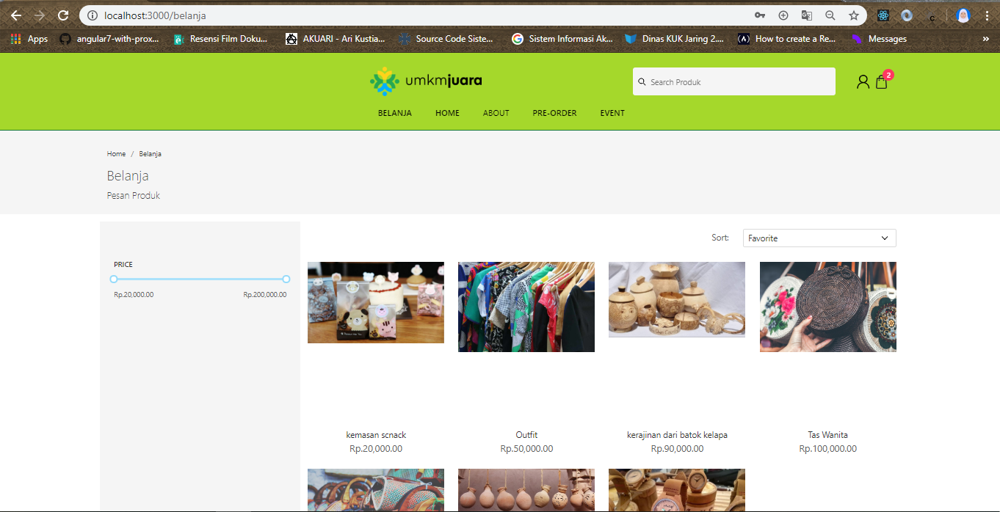 localhost:3000/belanja
Apps
angular7-with-prox...
Resensi Film Doku...
AKUARI - Ari Kustia...
Source Code Siste...
Sistem Informasi Ak...
Dinas KUK Jaring 2....
How to create a Re...
Messages
»
umkmjuara
Search Produk
2
BELANJA HOME ABOUT PRE-ORDER EVENT
Home / Belanja
Belanja
Pesan Produk
Sort: Favorite
PRICE
Rp.20,000.00 Rp.200,000.00
kemasan scnack Outfit kerajinan dari batok kelapa Tas Wanita
Rp.20,000.00 Rp.50,000.00 Rp.90,000.00 Rp.100,000.00